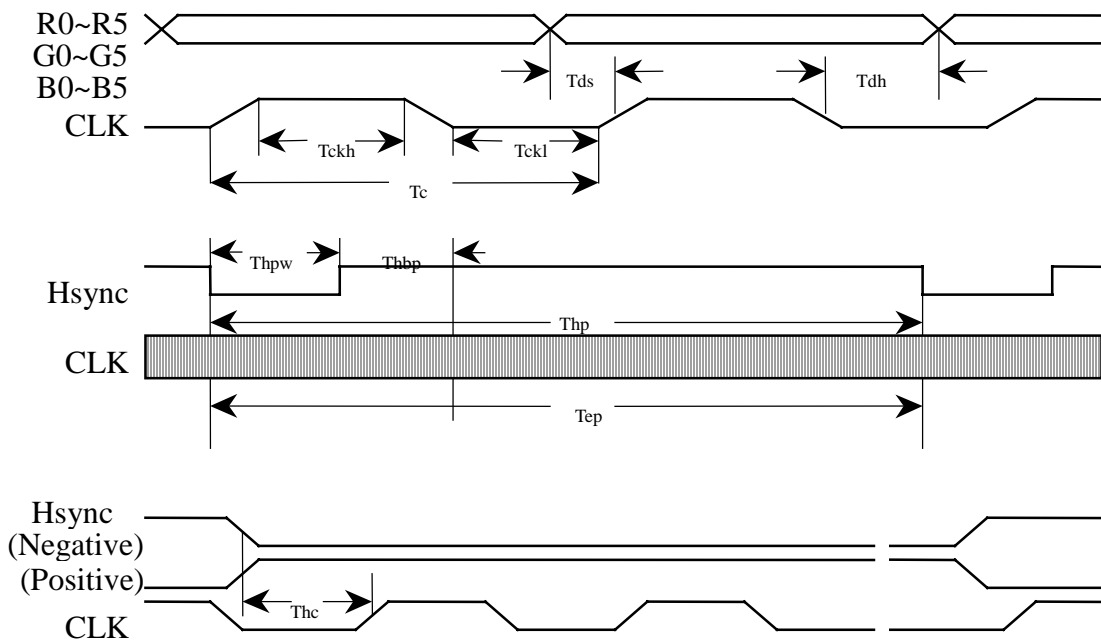 R0~R5
G0~G5
B0~B5
CLK
Tds
Tdh
Tckh
Tckl
Tc
Thpw
Thbp
Hsync
Thp
CLK
Tep
Hsync
(Negative)
(Positive)
Thc
CLK